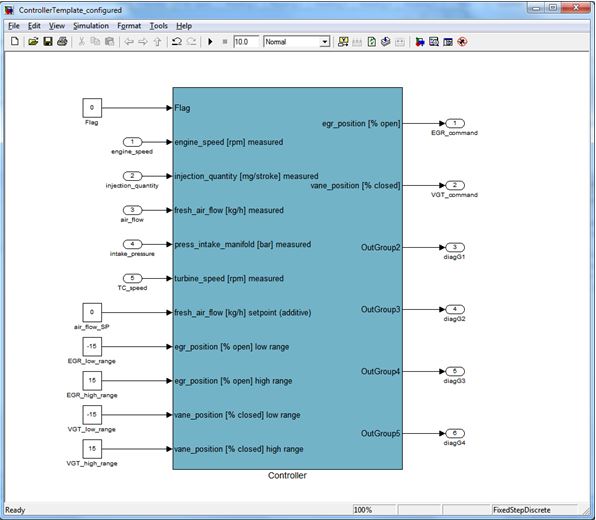 ControllerTemplate_configured
File Edit View Simulation Format Tools Help
10.0 Normal
0
Flag
Flag
1
engine_speed
engine_speed [rpm] measured
2
injection_quantity
injection_quantity [mg/stroke] measured
3
air_flow
fresh_air_flow [kg/h] measured
4
intake_pressure
press_intake_manifold [bar] measured
5
TC_speed
turbine_speed [rpm] measured
0
air_flow_SP
fresh_air_flow [kg/h] setpoint (additive)
-15
EGR_low_range
egr_position [% open] low range
15
EGR_high_range
egr_position [% open] high range
-15
VGT_low_range
vane_position [% closed] low range
15
VGT_high_range
vane_position [% closed] high range
egr_position [% open]
1
EGR_command
vane_position [% closed]
2
VGT_command
OutGroup2
3
diagG1
OutGroup3
4
diagG2
OutGroup4
5
diagG3
OutGroup5
6
diagG4
Controller
Ready 100% FixedStepDiscrete